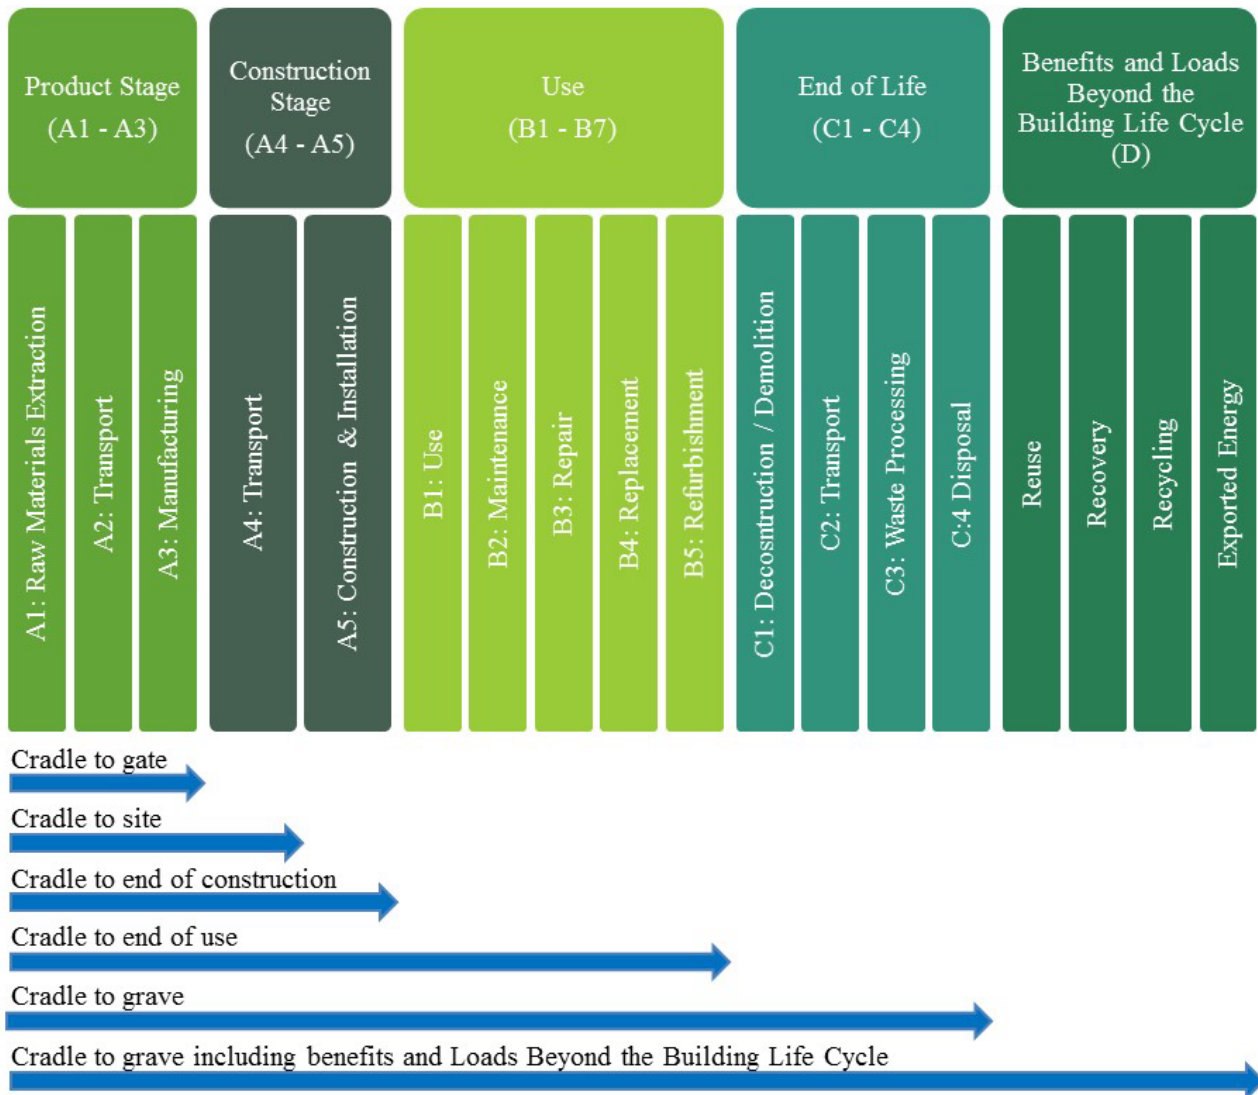 Product Stage
(A1 - A3)
Construction
Stage
(A4 - A5)
Use
(B1 - B7)
End of Life
(C1 - C4)
Benefits and Loads
Beyond the
Building Life Cycle
(D)
A1: Raw Materials Extraction
A2: Transport
A3: Manufacturing
A4: Transport
A5: Construction & Installation
B1: Use
B2: Maintenance
B3: Repair
B4: Replacement
B5: Refurbishment
C1: Decosntruction / Demolition
C2: Transport
C3: Waste Processing
C:4 Disposal
Reuse
Recovery
Recycling
Exported Energy
Cradle to gate
Cradle to site
Cradle to end of construction
Cradle to end of use
Cradle to grave
Cradle to grave including benefits and Loads Beyond the Building Life Cycle